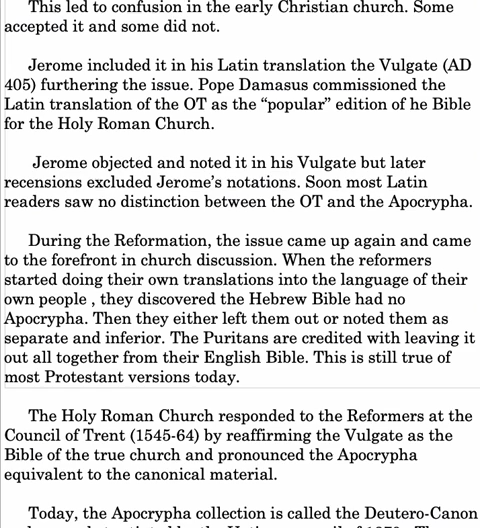 This led to confusion in the early Christian church. Some
accepted it and some did not.
Jerome included it in his Latin translation the Vulgate (AD
405) furthering the issue. Pope Damasus commissioned the
Latin translation of the OT as the “popular” edition of he Bible
for the Holy Roman Church.
Jerome objected and noted it in his Vulgate but later
recensions excluded Jerome’s notations. Soon most Latin
readers saw no distinction between the OT and the Apocrypha.
During the Reformation, the issue came up again and came
to the forefront in church discussion. When the reformers
started doing their own translations into the language of their
own people , they discovered the Hebrew Bible had no
Apocrypha. Then they either left them out or noted them as
separate and inferior. The Puritans are credited with leaving it
out all together from their English Bible. This is still true of
most Protestant versions today.
The Holy Roman Church responded to the Reformers at the
Council of Trent (1545-64) by reaffirming the Vulgate as the
Bible of the true church and pronounced the Apocrypha
equivalent to the canonical material.
Today, the Apocrypha collection is called the Deutero-Canon